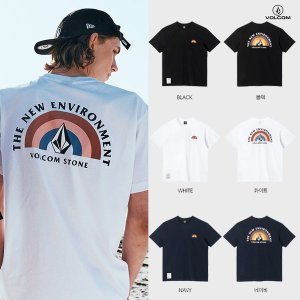 VOLCOM
THE NEW ENVIRONMENT
VOLCOM STONE
BLACK
블랙
WHITE
화이트
NAVY
네이비